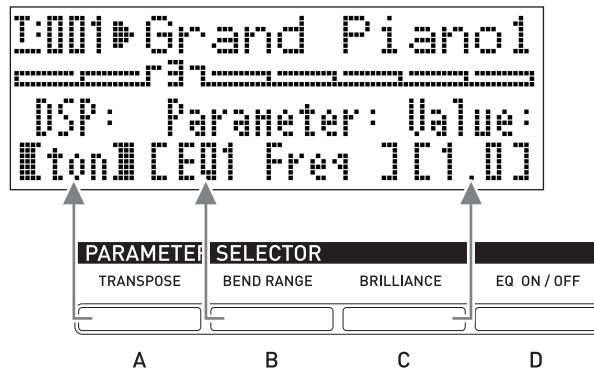 T:001▶Grand Piano1
3
DSP: Parameter: Value:
[ton] [EQ1 Freq ][1.0]
PARAMETER SELECTOR
TRANSPOSE BEND RANGE BRILLIANCE EQ ON / OFF
A B C D